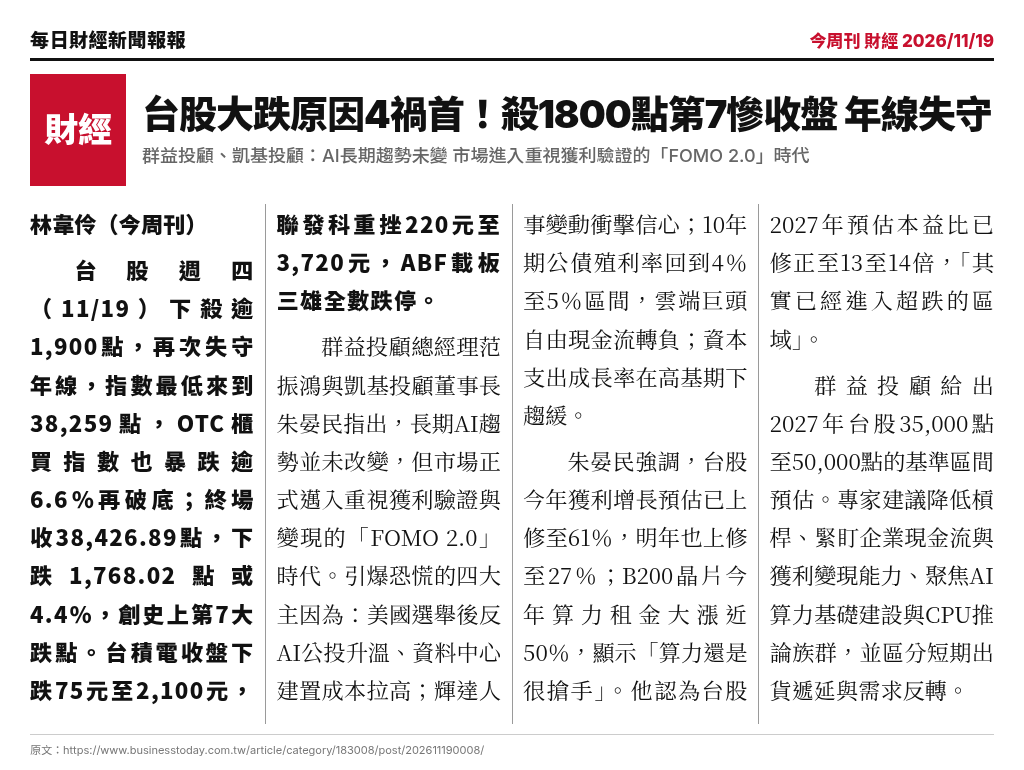 每日財經新聞報報
今周刊 財經 2026/11/19
財經
台股大跌原因4禍首！殺1800點第7慘收盤 年線失守
群益投顧、凱基投顧：AI長期趨勢未變 市場進入重視獲利驗證的「FOMO 2.0」時代
林韋伶（今周刊）
台股週四
（11/19）下殺逾
1,900點，再次失守
年線，指數最低來到
38,259點，OTC櫃
買指數也暴跌逾
6.6%再破底；終場
收38,426.89點，下
跌1,768.02點或
4.4%，創史上第7大
跌點。台積電收盤下
跌75元至2,100元，
聯發科重挫220元至
3,720元，ABF載板
三雄全數跌停。
群益投顧總經理范
振鴻與凱基投顧董事長
朱晏民指出，長期AI趨
勢並未改變，但市場正
式邁入重視獲利驗證與
變現的「FOMO 2.0」
時代。引爆恐慌的四大
主因為：美國選舉後反
AI公投升溫、資料中心
建置成本拉高；輝達人
事變動衝擊信心；10年
期公債殖利率回到4%
至5%區間，雲端巨頭
自由現金流轉負；資本
支出成長率在高基期下
趨緩。
朱晏民強調，台股
今年獲利增長預估已上
修至61%，明年也上修
至27%；B200晶片今
年算力租金大漲近
50%，顯示「算力還是
很搶手」。他認為台股
2027年預估本益比已
修正至13至14倍，「其
實已經進入超跌的區
域」。
群益投顧給出
2027年台股35,000點
至50,000點的基準區間
預估。專家建議降低槓
桿、緊盯企業現金流與
獲利變現能力、聚焦AI
算力基礎建設與CPU推
論族群，並區分短期出
貨遞延與需求反轉。
原文：https://www.businesstoday.com.tw/article/category/183008/post/202611190008/